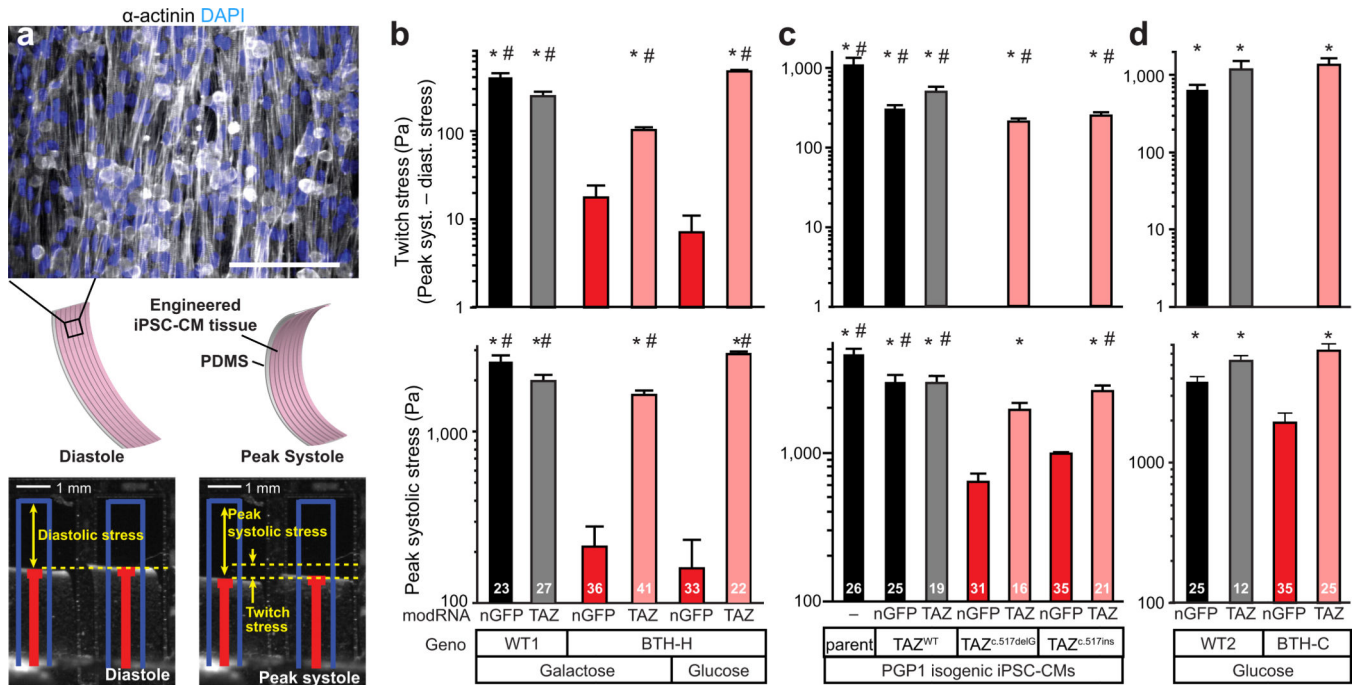 α-actinin DAPI
a
Engineered
iPSC-CM tissue
PDMS
Diastole
Peak Systole
1 mm
Diastolic stress
Diastole
1 mm
Peak
systolic stress
Twitch
stress
Peak systole
b
Twitch stress (Pa)
(Peak syst. – diast. stress)
100
10
1
* #
* #
* #
* #
Peak systolic stress (Pa)
1,000
100
* #
*#
* #
*#
23
27
36
41
33
22
modRNA
nGFP
TAZ
nGFP
TAZ
nGFP
TAZ
Geno
WT1
BTH-H
Galactose
Glucose
c
1,000
100
10
1
* #
* #
* #
* #
* #
1,000
100
* #
* #
* #
*
* #
26
25
19
31
16
35
21
–
nGFP
TAZ
nGFP
TAZ
nGFP
TAZ
parent
TAZWT
TAZc.517delG
TAZc.517ins
PGP1 isogenic iPSC-CMs
d
1,000
100
10
1
*
*
*
1000
100
*
*
*
25
12
35
25
nGFP
TAZ
nGFP
TAZ
WT2
BTH-C
Glucose